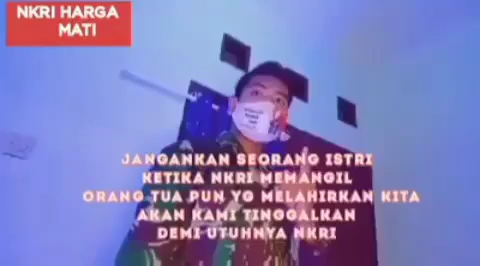 NKRI HARGA
MATI
JANGANKAN SEORANG ISTRI
KETIKA NKRI MEMANGIL
ORANG TUA PUN YG MELAHIRKAN KITA
AKAN KAMI TINGGALKAN
DEMI UTUHNYA NKRI